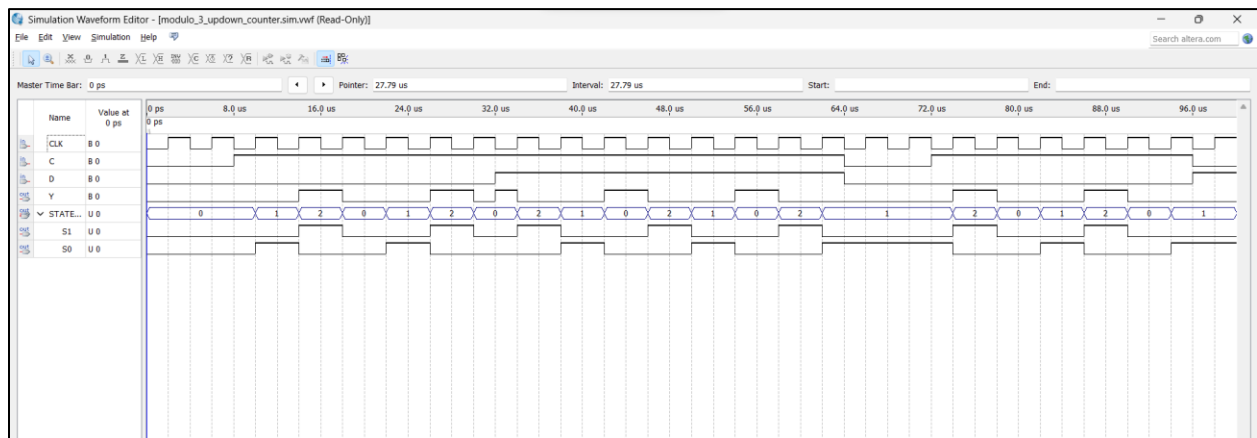 Simulation Waveform Editor - [modulo_3_updown_counter.sim.vwf (Read-Only)]
File Edit View Simulation Help
Search altera.com
Master Time Bar: 0 ps Pointer: 27.79 us Interval: 27.79 us Start: End:
Name Value at 0 ps 0 ps 8.0 us 16.0 us 24.0 us 32.0 us 40.0 us 48.0 us 56.0 us 64.0 us 72.0 us 80.0 us 88.0 us 96.0 us
0 ps
CLK B 0
C B 0
D B 0
Y B 0
STATE... U 0 0 1 2 0 1 2 0 2 1 0 2 1 0 2 1 2 0 1 2 0 1
S1 U 0
S0 U 0